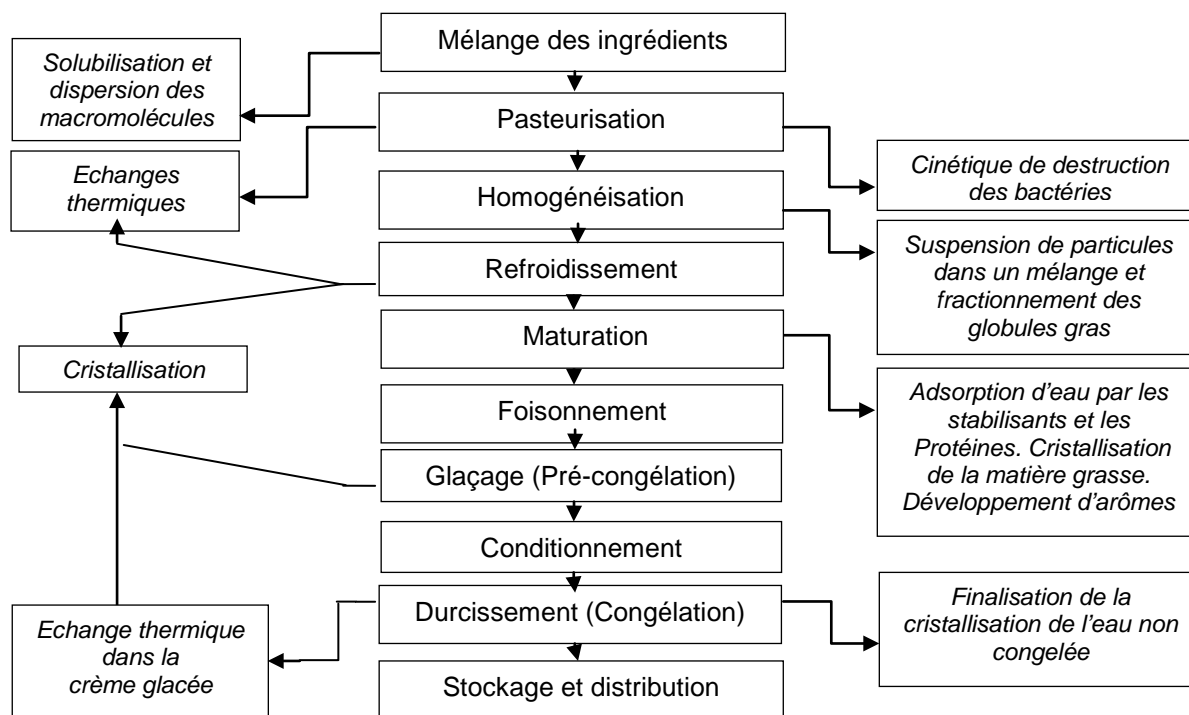 Mélange des ingrédients
Solubilisation et
dispersion des
macromolécules
Pasteurisation
Echanges
thermiques
Cinétique de destruction
des bactéries
Homogénéisation
Suspension de particules
dans un mélange et
fractionnement des
globules gras
Refroidissement
Maturation
Cristallisation
Adsorption d'eau par les
stabilisants et les
Protéines. Cristallisation
de la matière grasse.
Développement d'arômes
Foisonnement
Glaçage (Pré-congélation)
Conditionnement
Durcissement (Congélation)
Finalisation de la
cristallisation de l'eau non
congelée
Echange thermique
dans la
crème glacée
Stockage et distribution